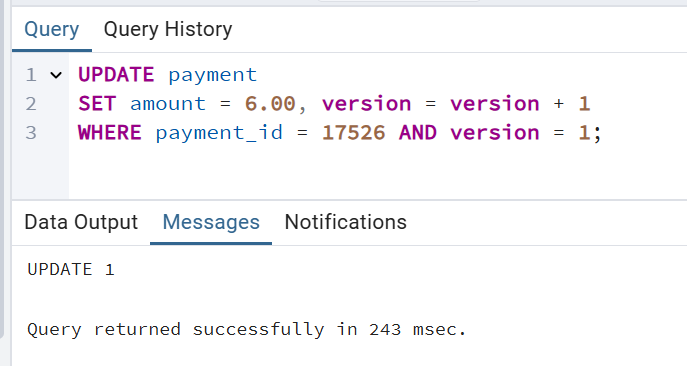 Query Query History
1 UPDATE payment
2 SET amount = 6.00, version = version + 1
3 WHERE payment_id = 17526 AND version = 1;
Data Output Messages Notifications
UPDATE 1
Query returned successfully in 243 msec.